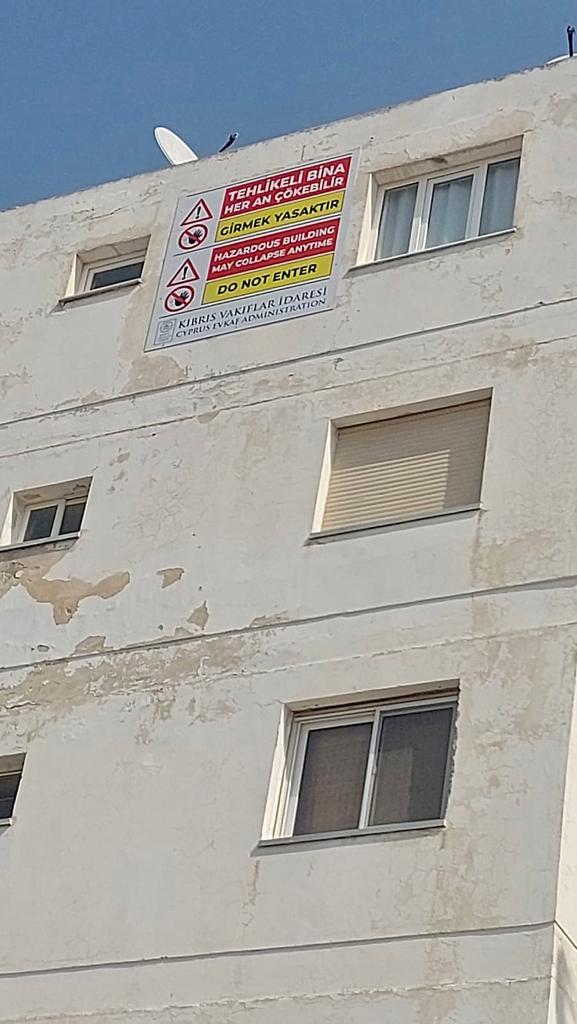 TEHLİKELİ BİNA
HER AN ÇÖKEBİLİR
GİRMEK YASAKTIR
HAZARDOUS BUILDING
MAY COLLAPSE ANYTIME
DO NOT ENTER
KIBRIS VAKIFLAR İDARESİ
CYPRUS EVKAF ADMINISTRATION